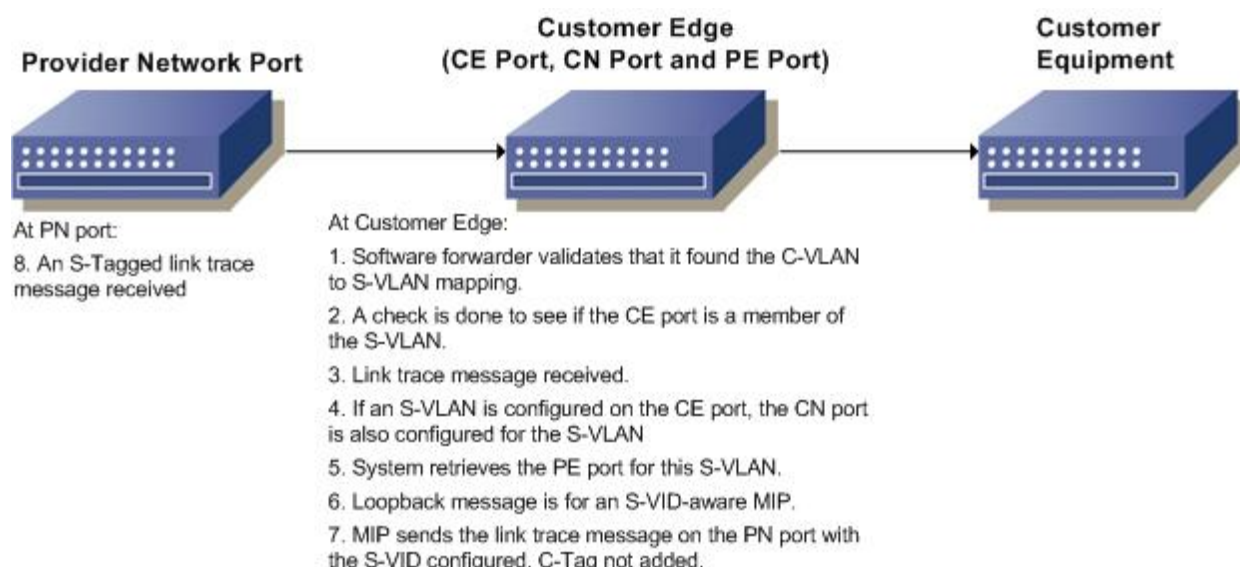 Provider Network Port
Customer Edge
(CE Port, CN Port and PE Port)
Customer
Equipment
At PN port:
8. An S-Tagged link trace
message received
At Customer Edge:
1. Software forwarder validates that it found the C-VLAN
to S-VLAN mapping.
2. A check is done to see if the CE port is a member of
the S-VLAN.
3. Link trace message received.
4. If an S-VLAN is configured on the CE port, the CN port
is also configured for the S-VLAN
5. System retrieves the PE port for this S-VLAN.
6. Loopback message is for an S-VID-aware MIP.
7. MIP sends the link trace message on the PN port with
the S-VID configured. C-Tag not added.